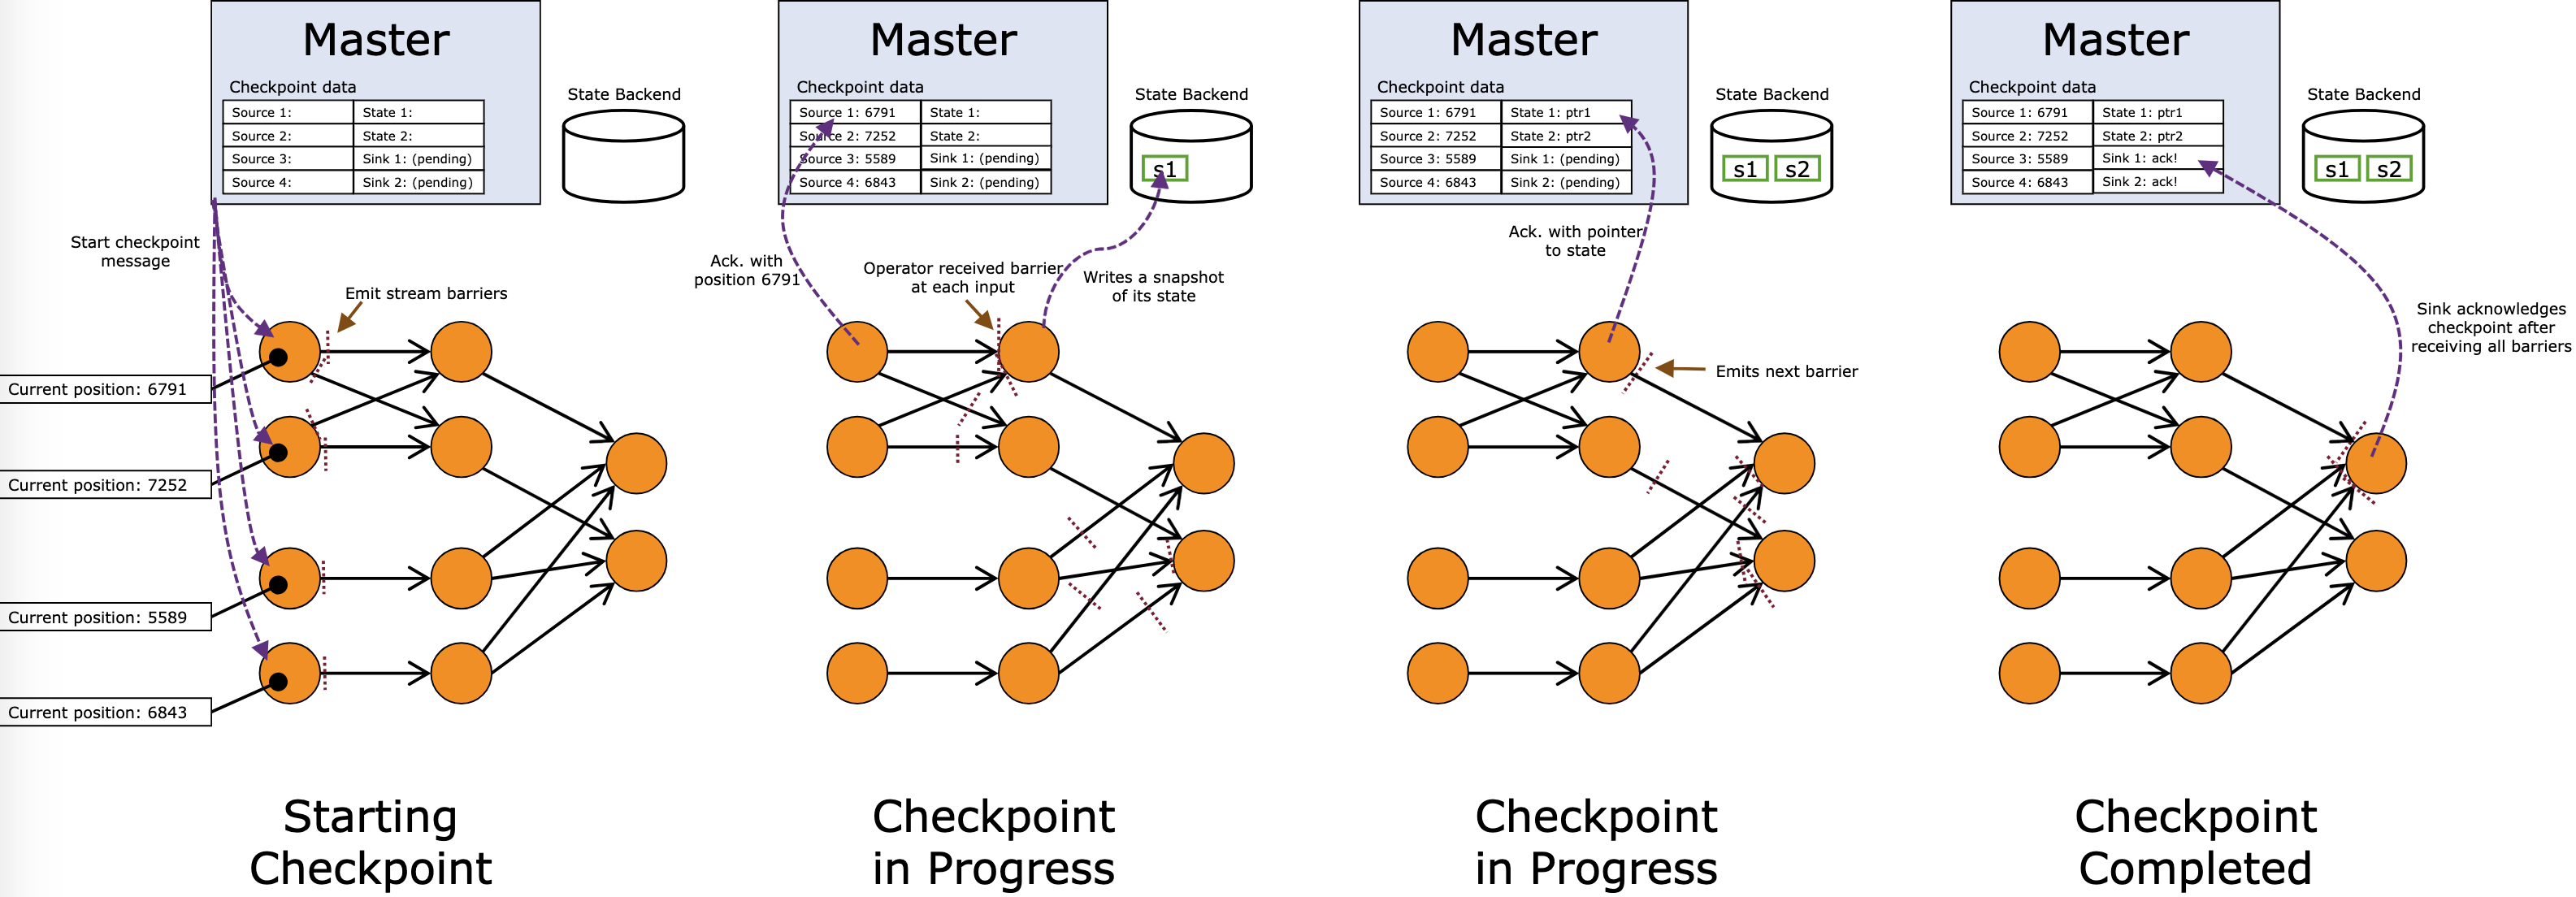 Master
Checkpoint data
Source 1:
State 1:
Source 2:
State 2:
Source 3:
Sink 1: (pending)
Source 4:
Sink 2: (pending)
State Backend
Start checkpoint
message
Emit stream barriers
Current position: 6791
Current position: 7252
Current position: 5589
Current position: 6843
Starting
Checkpoint
Master
Checkpoint data
Source 1: 6791
State 1:
Source 2: 7252
State 2:
Source 3: 5589
Sink 1: (pending)
Source 4: 6843
Sink 2: (pending)
State Backend
s1
Ack. with
position 6791
Operator received barrier
at each input
Writes a snapshot
of its state
Checkpoint
in Progress
Master
Checkpoint data
Source 1: 6791
State 1: ptr1
Source 2: 7252
State 2: ptr2
Source 3: 5589
Sink 1: (pending)
Source 4: 6843
Sink 2: (pending)
State Backend
s1
s2
Ack. with pointer
to state
Emits next barrier
Checkpoint
in Progress
Master
Checkpoint data
Source 1: 6791
State 1: ptr1
Source 2: 7252
State 2: ptr2
Source 3: 5589
Sink 1: ack!
Source 4: 6843
Sink 2: ack!
State Backend
s1
s2
Sink acknowledges
checkpoint after
receiving all barriers
Checkpoint
Completed